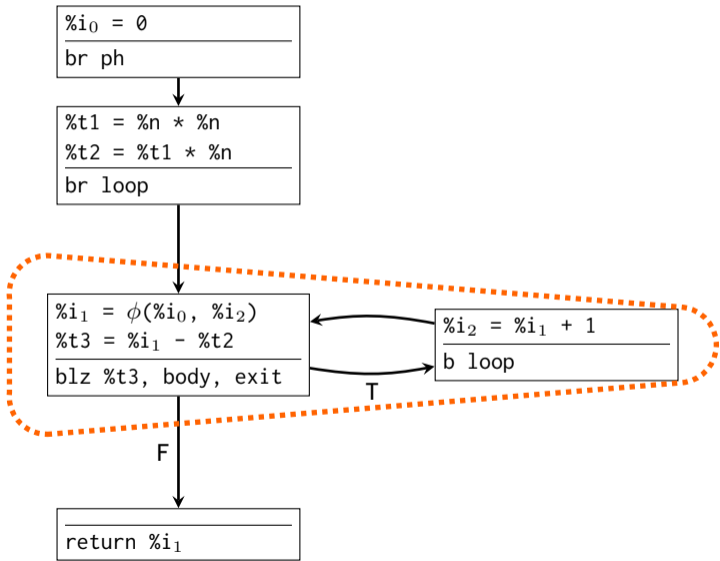 %i₀ = 0
br ph
%t1 = %n * %n
%t2 = %t1 * %n
br loop
%i₁ = ϕ(%i₀, %i₂)
%t3 = %i₁ - %t2
blz %t3, body, exit
%i₂ = %i₁ + 1
b loop
T
F
return %i₁